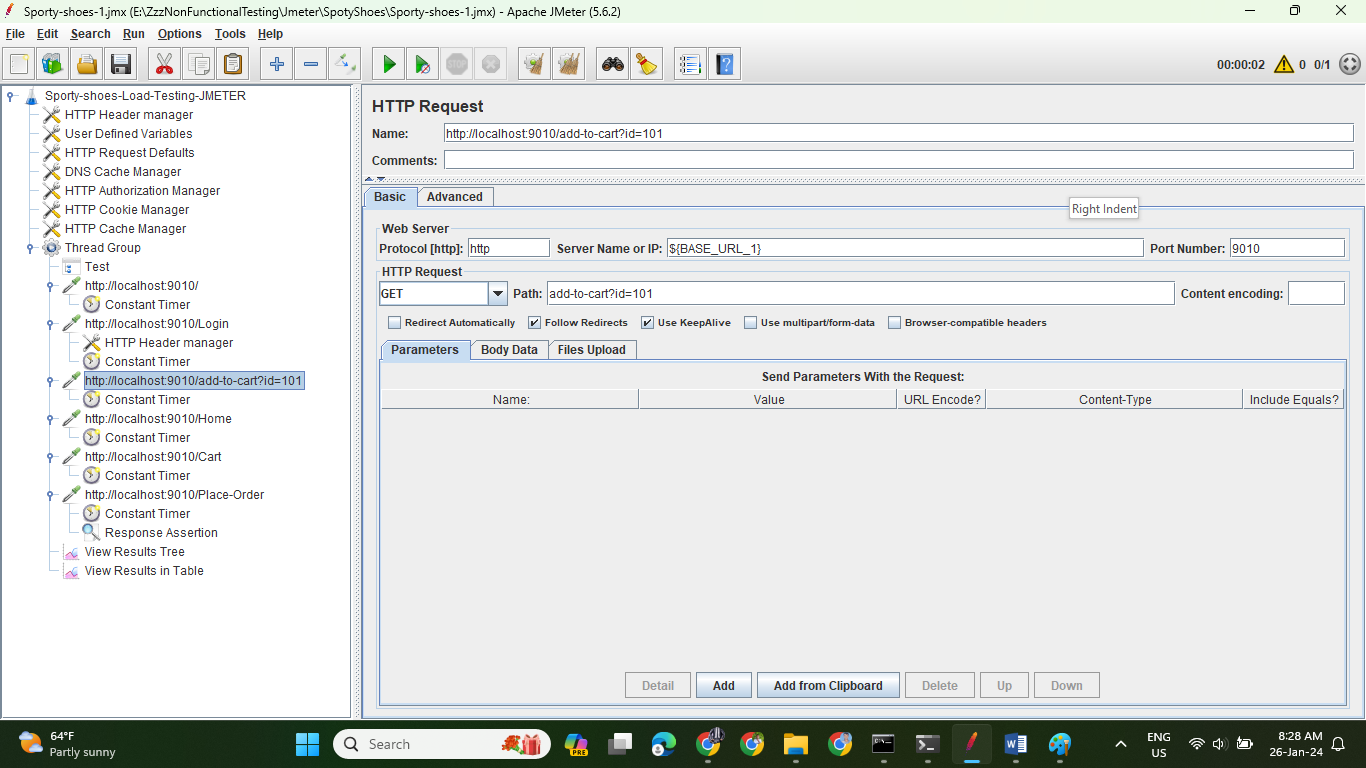 Sporty-shoes-1.jmx (E:\ZzzNonFunctionalTesting\Jmeter\SpotyShoes\Sporty-shoes-1.jmx) - Apache JMeter (5.6.2)
File Edit Search Run Options Tools Help
00:00:02 0 0/1
Sporty-shoes-Load-Testing-JMETER
HTTP Header manager
User Defined Variables
HTTP Request Defaults
DNS Cache Manager
HTTP Authorization Manager
HTTP Cookie Manager
HTTP Cache Manager
Thread Group
Test
http://localhost:9010/
Constant Timer
http://localhost:9010/Login
HTTP Header manager
Constant Timer
http://localhost:9010/add-to-cart?id=101
Constant Timer
http://localhost:9010/Home
Constant Timer
http://localhost:9010/Cart
Constant Timer
http://localhost:9010/Place-Order
Constant Timer
Response Assertion
View Results Tree
View Results in Table
HTTP Request
Name: http://localhost:9010/add-to-cart?id=101
Comments:
Basic Advanced
Right Indent
Web Server
Protocol [http]: http Server Name or IP: ${BASE_URL_1} Port Number: 9010
HTTP Request
GET Path: add-to-cart?id=101 Content encoding:
Redirect Automatically Follow Redirects Use KeepAlive Use multipart/form-data Browser-compatible headers
Parameters Body Data Files Upload
Send Parameters With the Request:
Name: Value URL Encode? Content-Type Include Equals?
Detail Add Add from Clipboard Delete Up Down
64°F
Partly sunny
Search
PRE
ENG
US
8:28 AM
26-Jan-24